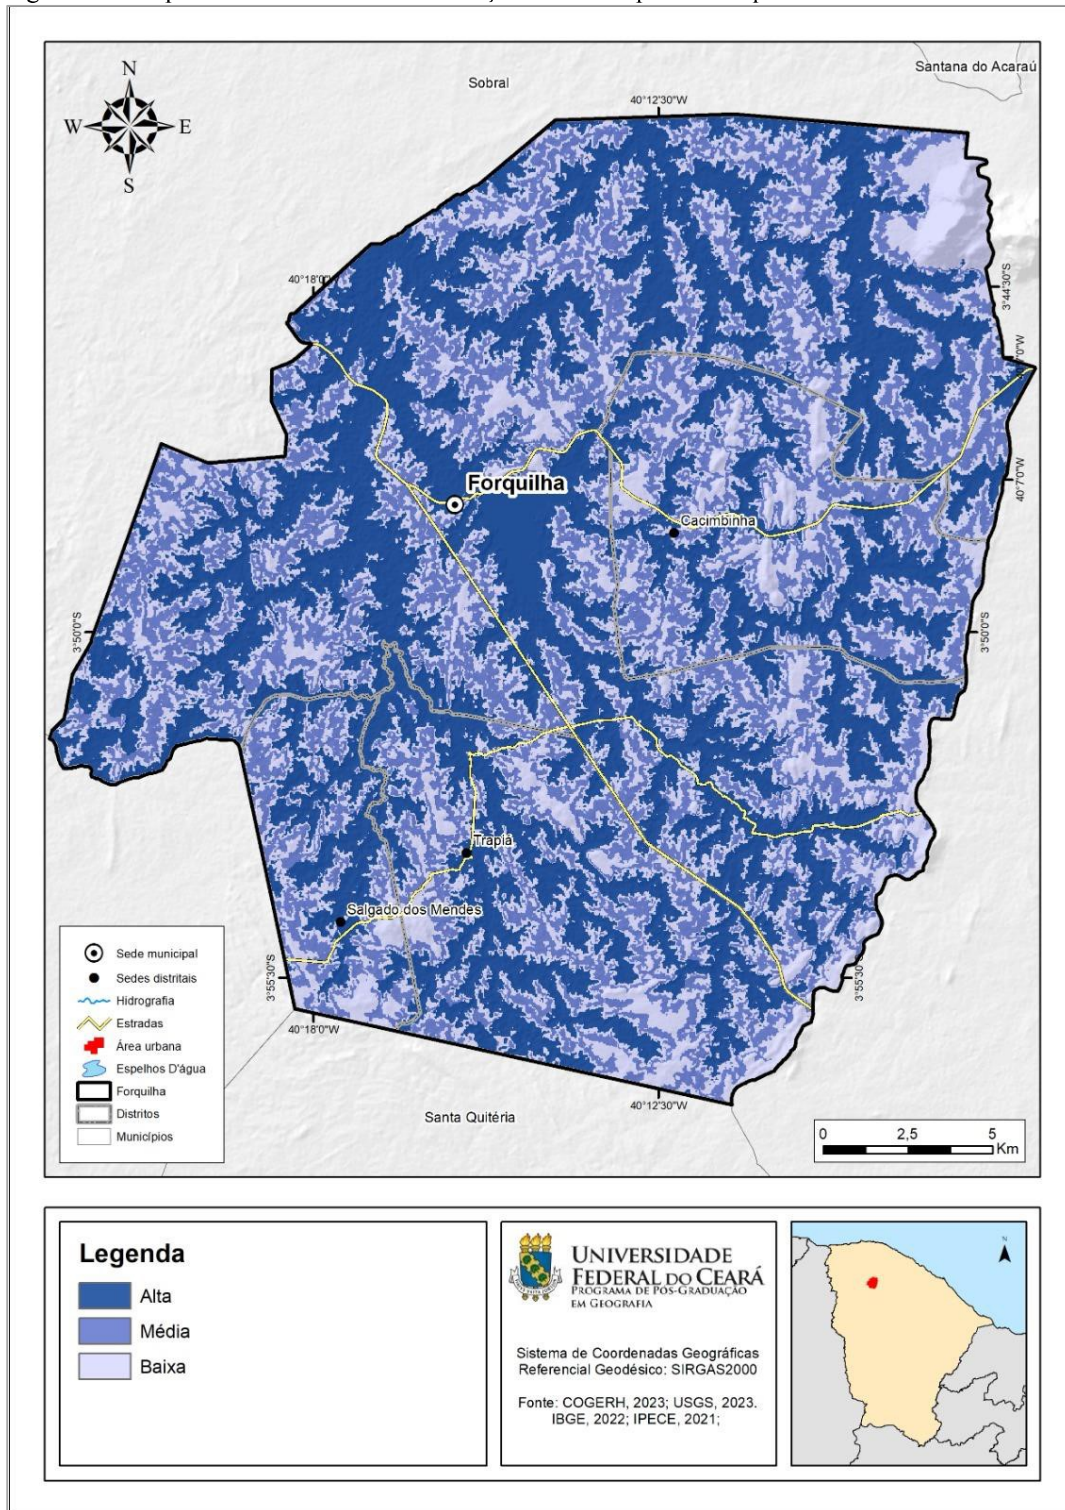 N
W E
S
Sobral
Santana do Acaraú
40°12'30"W
40°18'0"W
3°44'30"S
40°7'0"W
Forquilha
Cacimbinha
3°50'0"S
3°50'0"S
Trapiá
Salgado dos Mendes
3°55'30"S
3°55'30"S
40°18'0"W
40°12'30"W
Santa Quitéria
Sede municipal
Sedes distritais
Hidrografia
Estradas
Área urbana
Espelhos D'água
Forquilha
Distritos
Municípios
0 2,5 5
Km
Legenda
Alta
Média
Baixa
UNIVERSIDADE
FEDERAL DO CEARÁ
PROGRAMA DE PÓS-GRADUAÇÃO
EM GEOGRAFIA
Sistema de Coordenadas Geográficas
Referencial Geodésico: SIRGAS2000
Fonte: COGERH, 2023; USGS, 2023.
IBGE, 2022; IPECE, 2021;
N